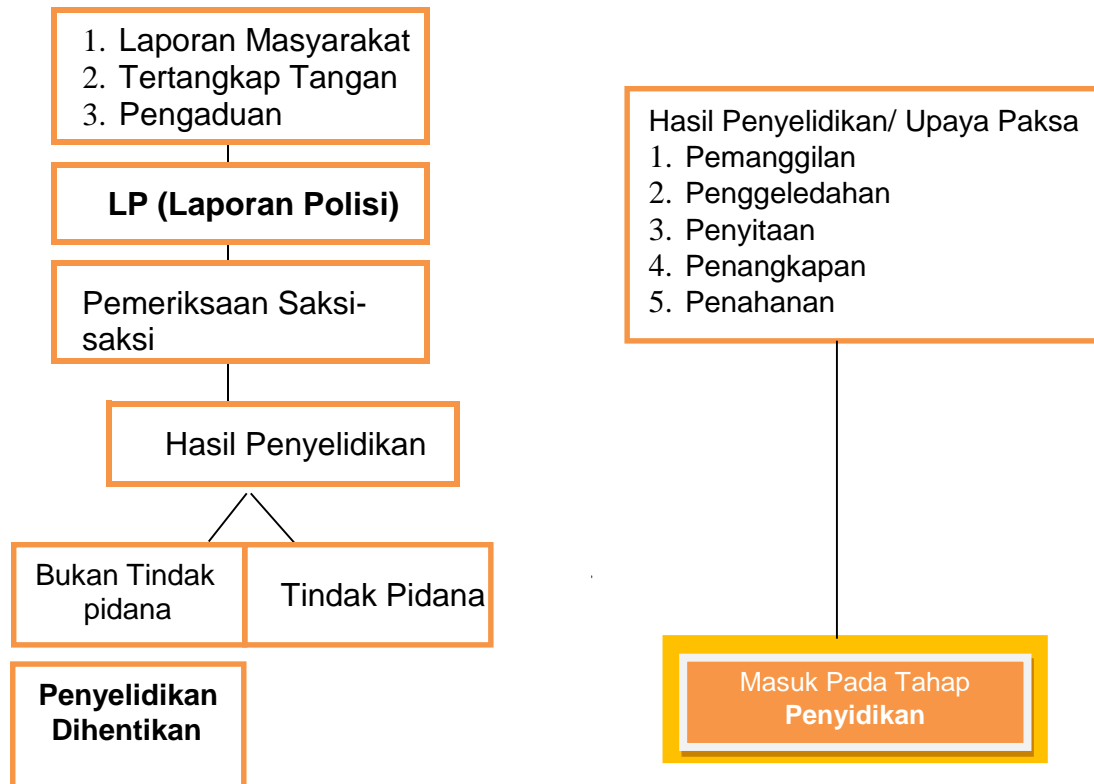 1. Laporan Masyarakat
2. Tertangkap Tangan
3. Pengaduan
LP (Laporan Polisi)
Pemeriksaan Saksi-
saksi
Hasil Penyelidikan
Bukan Tindak
pidana
Tindak Pidana
Penyelidikan
Dihentikan
Hasil Penyelidikan/ Upaya Paksa
1. Pemanggilan
2. Penggeledahan
3. Penyitaan
4. Penangkapan
5. Penahanan
Masuk Pada Tahap
Penyidikan